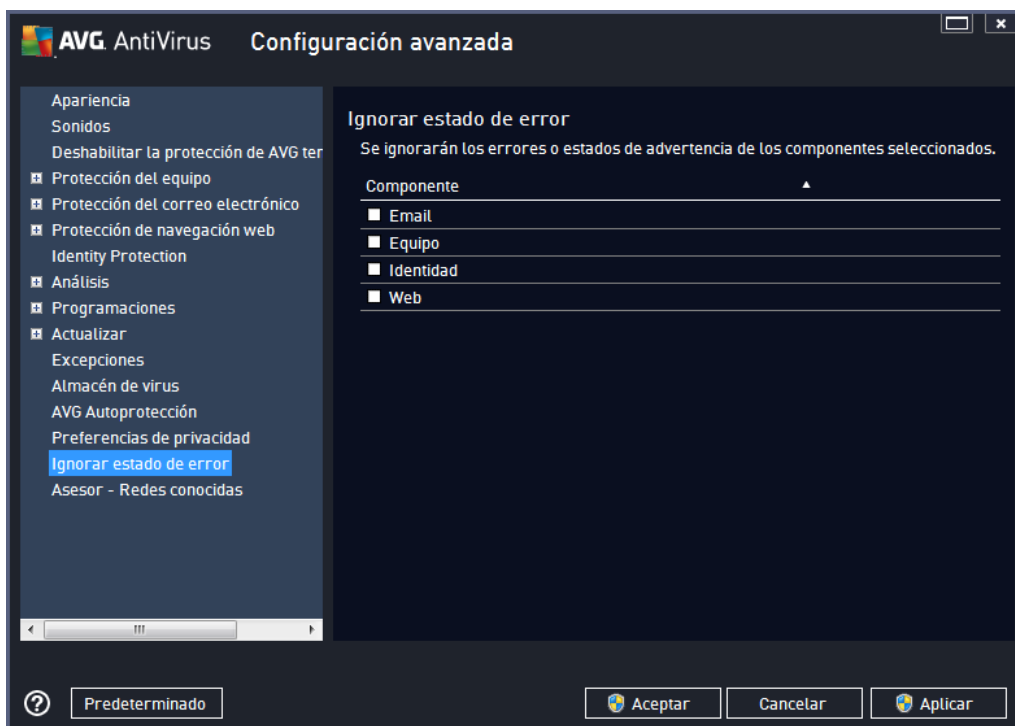 AVG. AntiVirus Configuración avanzada
Apariencia
Sonidos
Deshabilitar la protección de AVG ter
Protección del equipo
Protección del correo electrónico
Protección de navegación web
Identity Protection
Análisis
Programaciones
Actualizar
Excepciones
Almacén de virus
AVG Autoprotección
Preferencias de privacidad
Ignorar estado de error
Asesor - Redes conocidas
Ignorar estado de error
Se ignorarán los errores o estados de advertencia de los componentes seleccionados.
Componente
Email
Equipo
Identidad
Web
Predeterminado
Aceptar
Cancelar
Aplicar